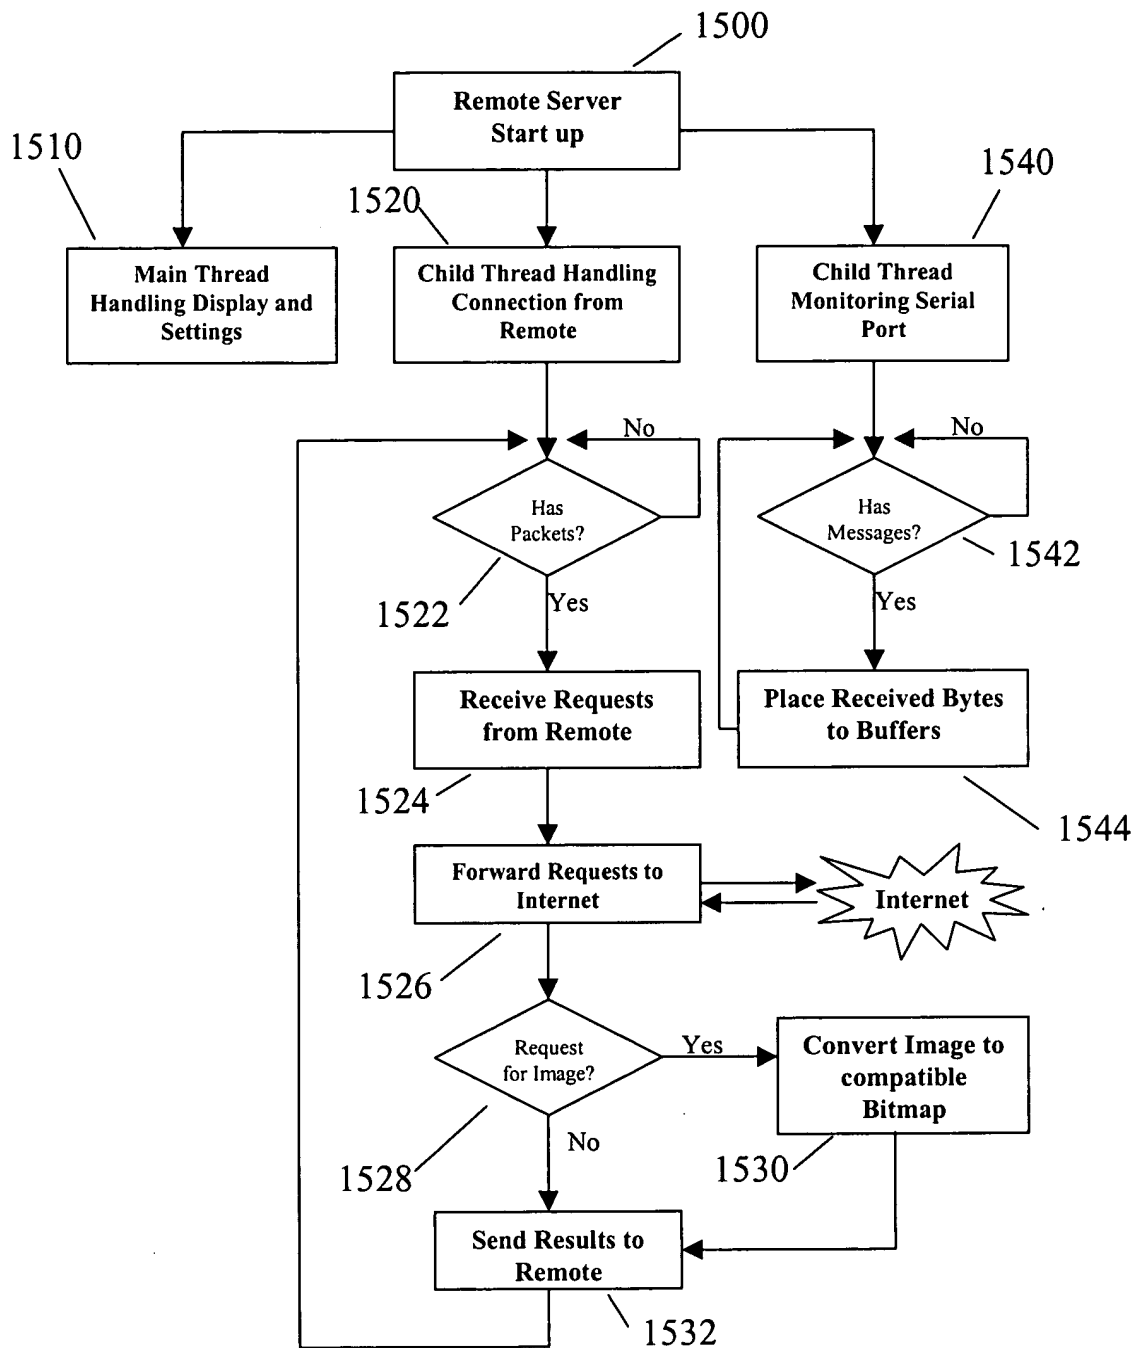 1500
Remote Server
Start up
1510
1520
1540
Main Thread
Handling Display and
Settings
Child Thread Handling
Connection from
Remote
Child Thread
Monitoring Serial
Port
No
No
Has
Packets?
Has
Messages?
1522
1542
Yes
Yes
Receive Requests
from Remote
Place Received Bytes
to Buffers
1524
1544
Forward Requests to
Internet
Internet
1526
Request
for Image?
Yes
Convert Image to
compatible
Bitmap
1528
No
1530
Send Results to
Remote
1532